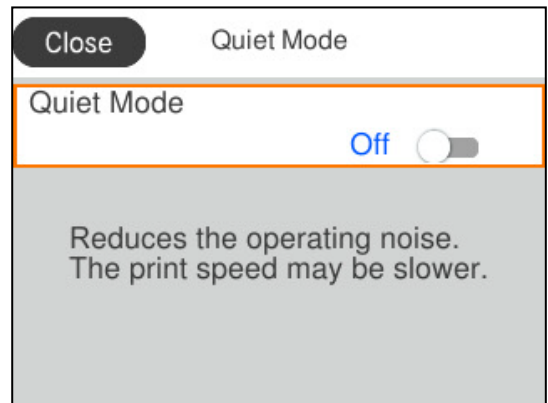 Close
Quiet Mode
Quiet Mode
Off
Reduces the operating noise.
The print speed may be slower.